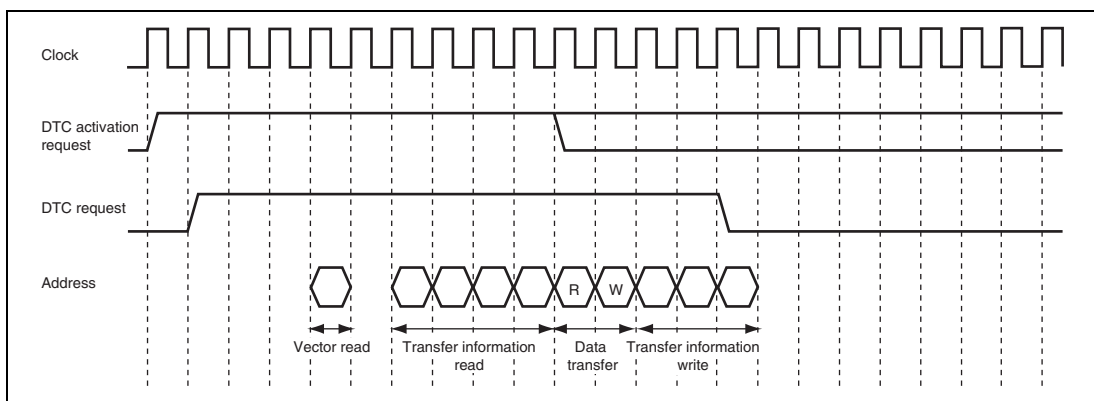 Clock
DTC activation
request
DTC request
Address
R W
Vector read
Transfer information
read
Data
transfer
Transfer information
write